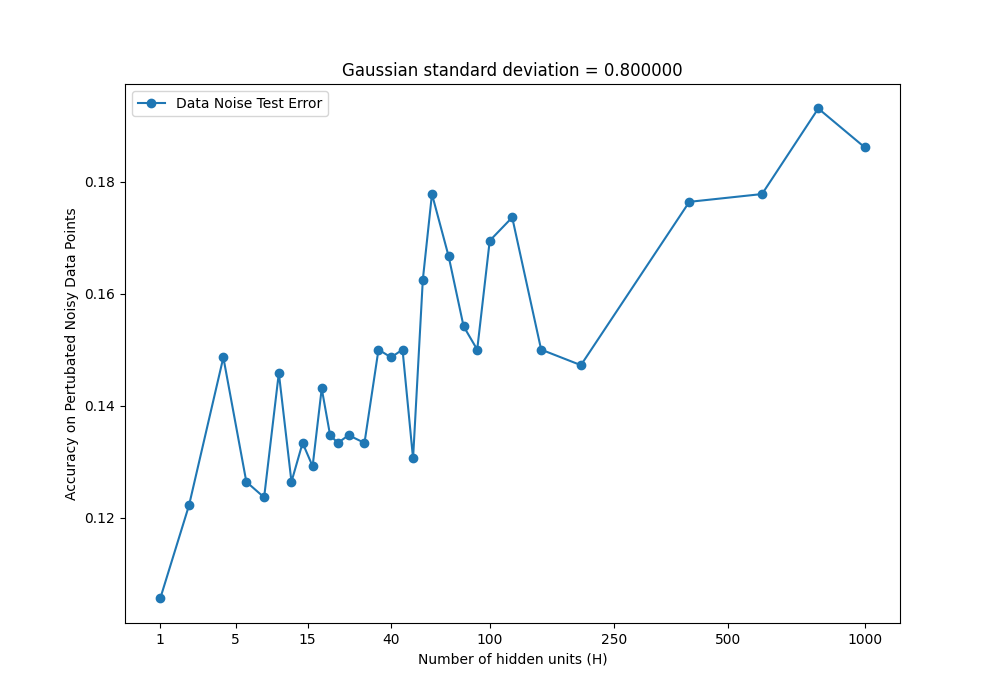 Gaussian standard deviation = 0.800000
Data Noise Test Error
Accuracy on Pertubated Noisy Data Points
0.18
0.16
0.14
0.12
1 5 15 40 100 250 500 1000
Number of hidden units (H)